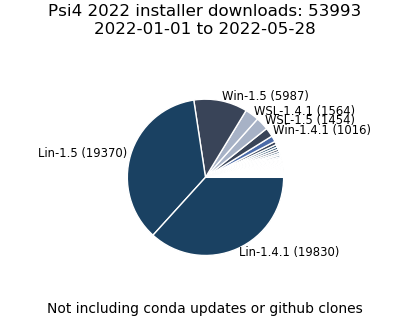 Psi4 2022 installer downloads: 53993
2022-01-01 to 2022-05-28
Win-1.5 (5987)
WSL-1.4.1 (1564)
WSL-1.5 (1454)
Win-1.4.1 (1016)
Lin-1.5 (19370)
Lin-1.4.1 (19830)
Not including conda updates or github clones